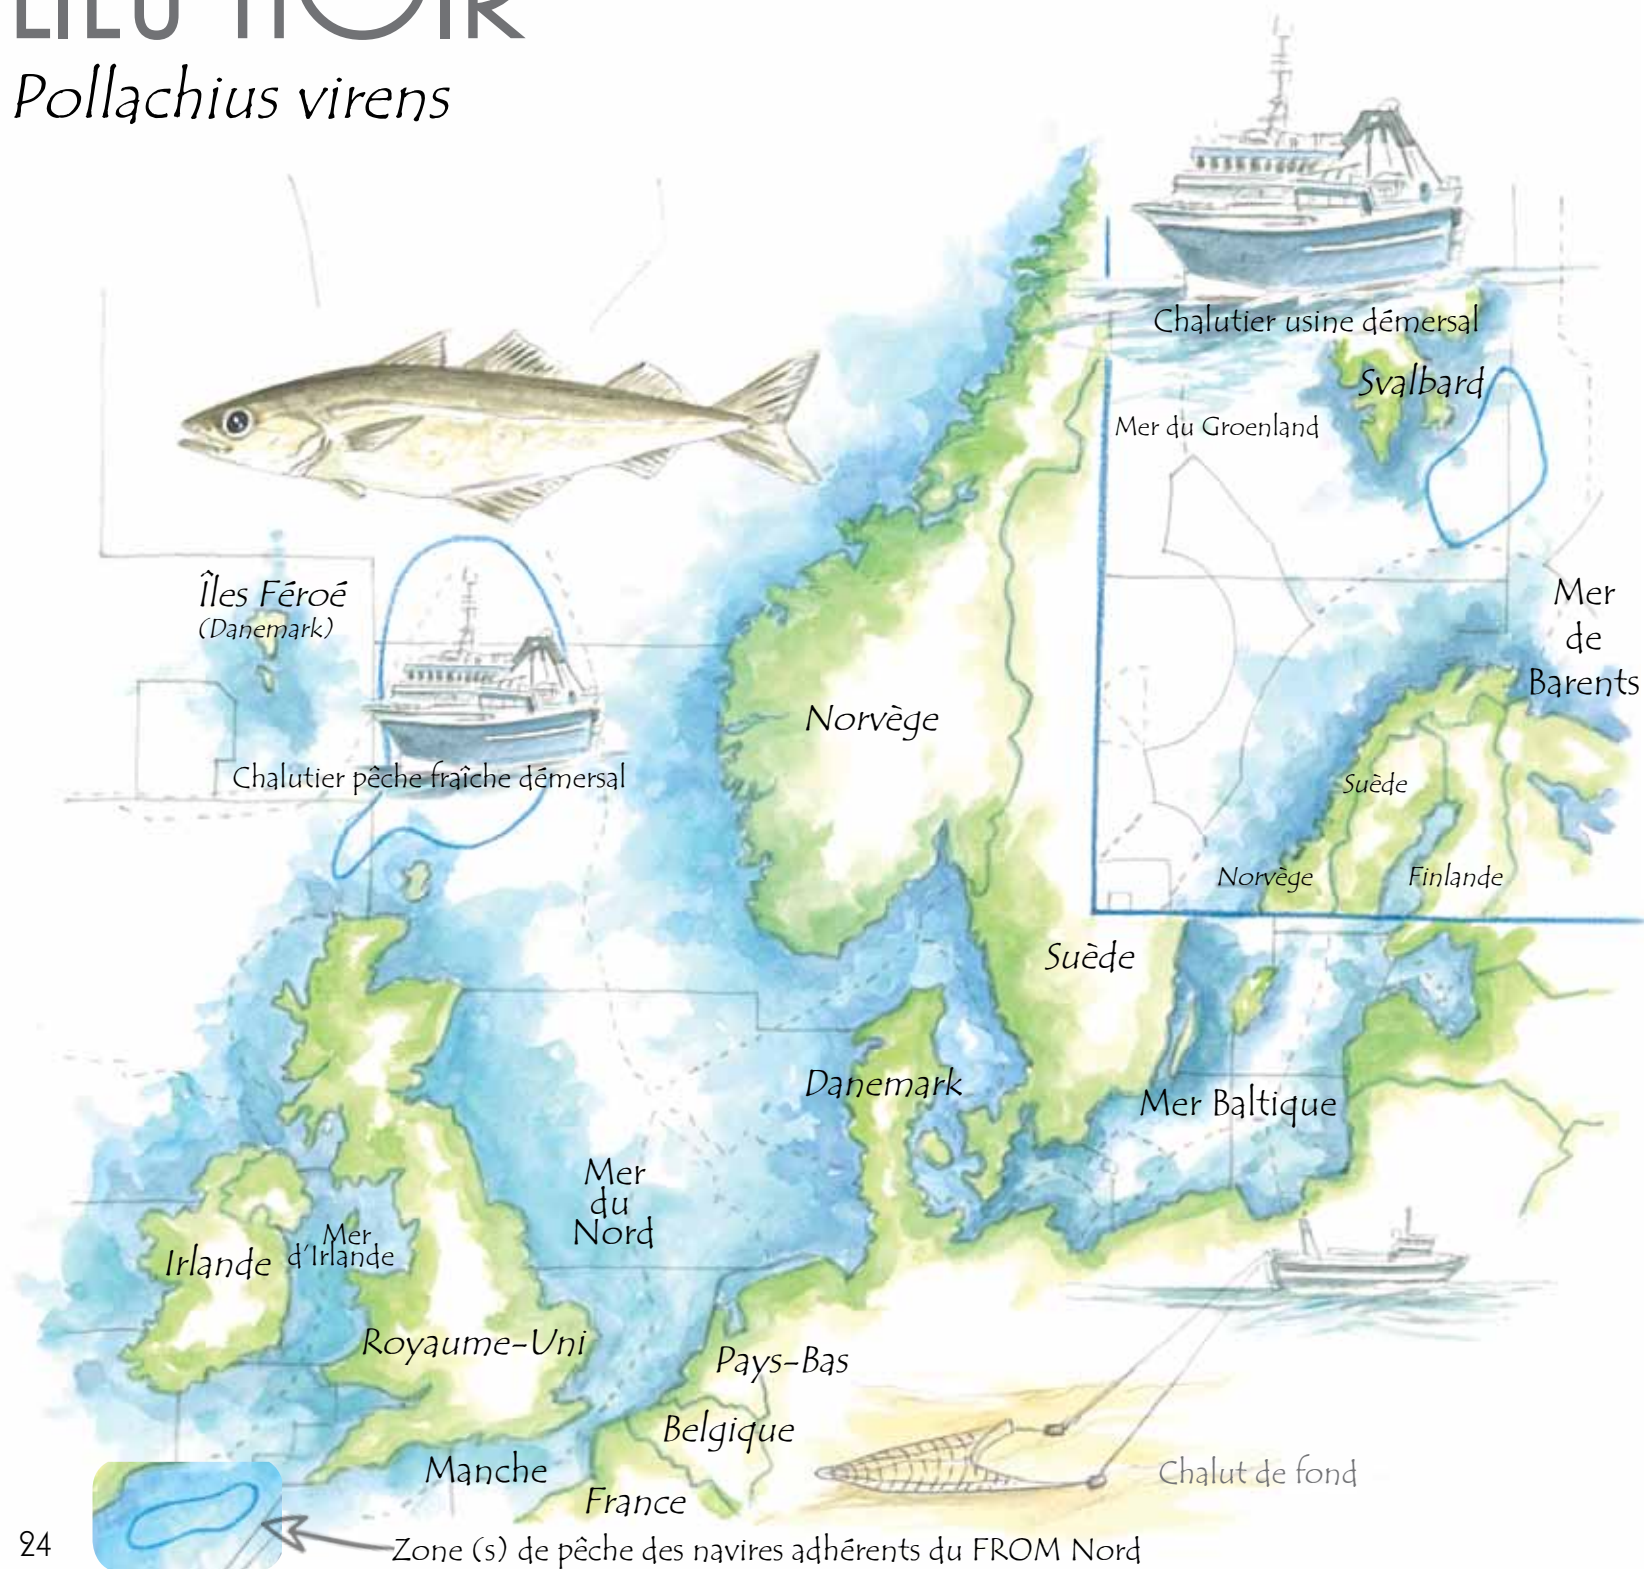 LIEU NOIR
Pollachius virens
Chalutier usine démersal
Svalbard
Mer du Groenland
Îles Féroé
(Danemark)
Mer
de
Barents
Norvège
Chalutier pêche fraîche démersal
Suède
Norvège
Finlande
Suède
Danemark
Mer Baltique
Mer
du
Nord
Mer
d'Irlande
Irlande
Royaume-Uni
Pays-Bas
Belgique
Manche
Chalut de fond
France
24
Zone (s) de pêche des navires adhérents du FROM Nord